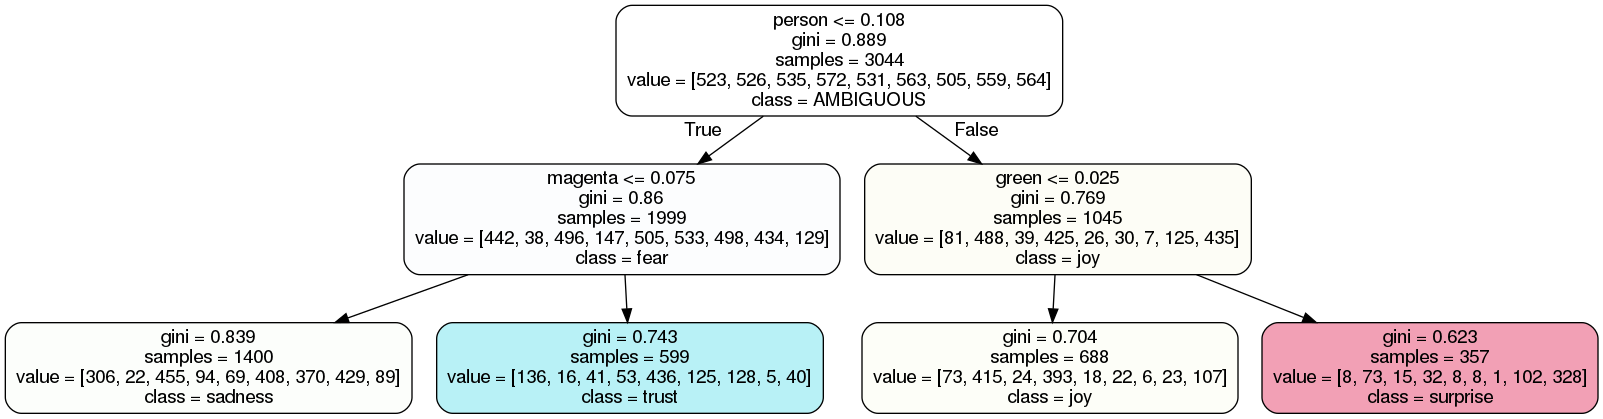 person <= 0.108
gini = 0.889
samples = 3044
value = [523, 526, 535, 572, 531, 563, 505, 559, 564]
class = AMBIGUOUS
True
False
magenta <= 0.075
gini = 0.86
samples = 1999
value = [442, 38, 496, 147, 505, 533, 498, 434, 129]
class = fear
green <= 0.025
gini = 0.769
samples = 1045
value = [81, 488, 39, 425, 26, 30, 7, 125, 435]
class = joy
gini = 0.839
samples = 1400
value = [306, 22, 455, 94, 69, 408, 370, 429, 89]
class = sadness
gini = 0.743
samples = 599
value = [136, 16, 41, 53, 436, 125, 128, 5, 40]
class = trust
gini = 0.704
samples = 688
value = [73, 415, 24, 393, 18, 22, 6, 23, 107]
class = joy
gini = 0.623
samples = 357
value = [8, 73, 15, 32, 8, 8, 1, 102, 328]
class = surprise